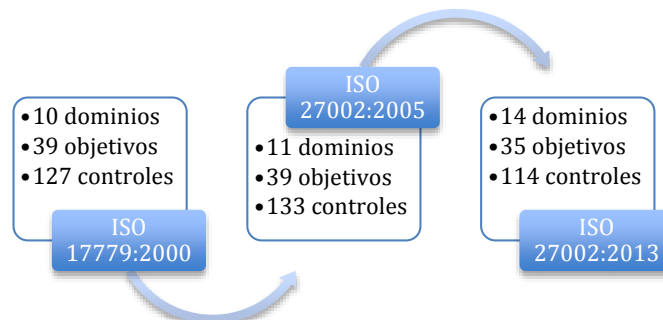 •10 dominios
•39 objetivos
•127 controles
ISO
17779:2000
ISO
27002:2005
•11 dominios
•39 objetivos
•133 controles
•14 dominios
•35 objetivos
•114 controles
ISO
27002:2013